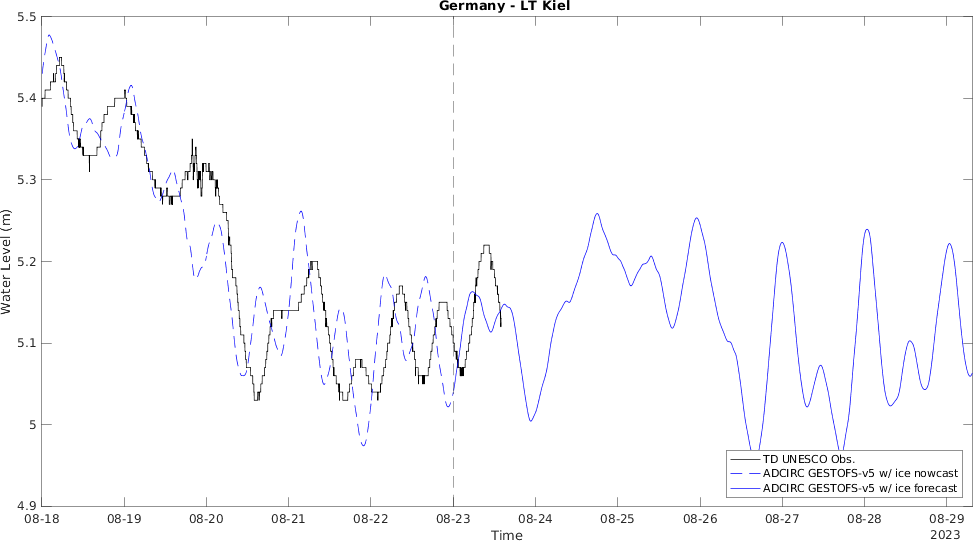 Germany - LT Kiel
5.5
5.4
5.3
5.2
5.1
5
4.9
Water Level (m)
TD UNESCO Obs.
ADCIRC GESTOFS-v5 w/ ice nowcast
ADCIRC GESTOFS-v5 w/ ice forecast
08-18 08-19 08-20 08-21 08-22 08-23 08-24 08-25 08-26 08-27 08-28 08-29
Time
2023